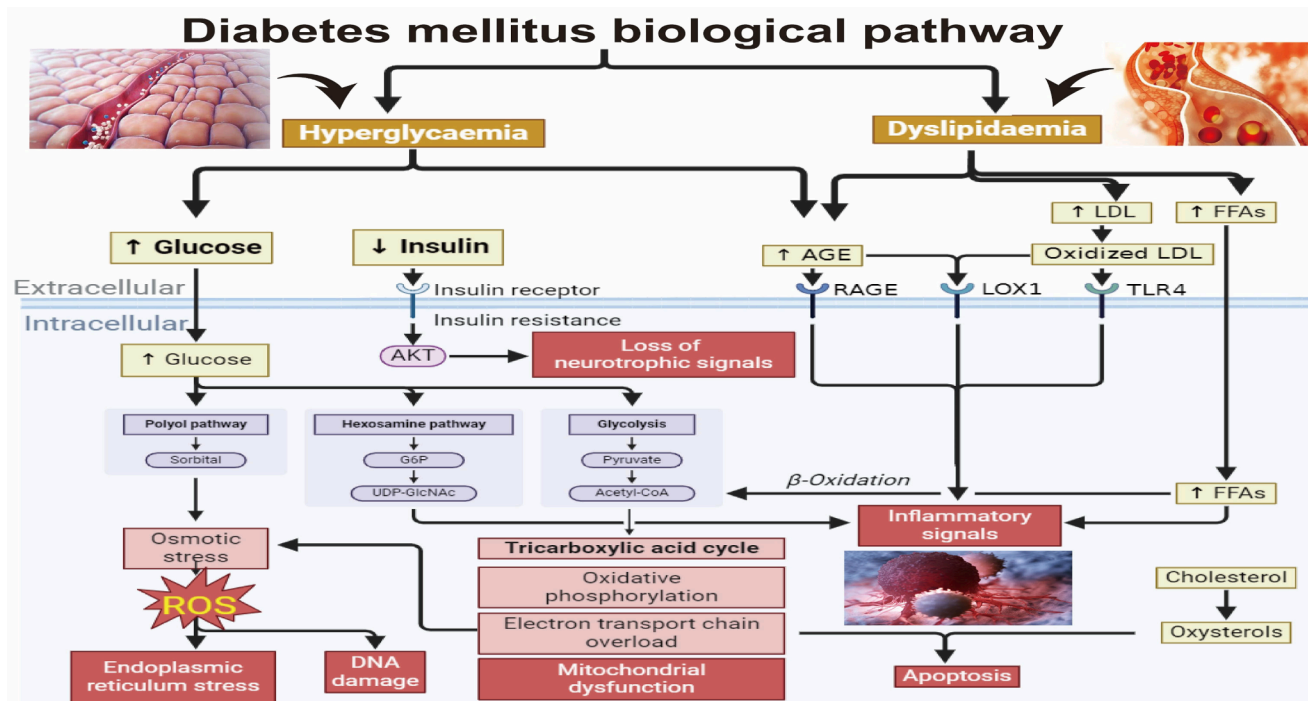 Diabetes mellitus biological pathway
Hyperglycaemia
Dyslipidaemia
↑ LDL
↑ FFAs
↑ Glucose
↓ Insulin
↑ AGE
Oxidized LDL
Extracellular
Insulin receptor
RAGE
LOX1
TLR4
Intracellular
Insulin resistance
↑ Glucose
AKT
Loss of
neurotrophic signals
Polyol pathway
Hexosamine pathway
Glycolysis
Sorbital
G6P
Pyruvate
UDP-GlcNAc
Acetyl-CoA
β-Oxidation
↑ FFAs
Inflammatory
signals
Osmotic
stress
Tricarboxylic acid cycle
Oxidative
phosphorylation
Cholesterol
ROS
Electron transport chain
overload
Oxysterols
Endoplasmic
reticulum stress
DNA
damage
Mitochondrial
dysfunction
Apoptosis